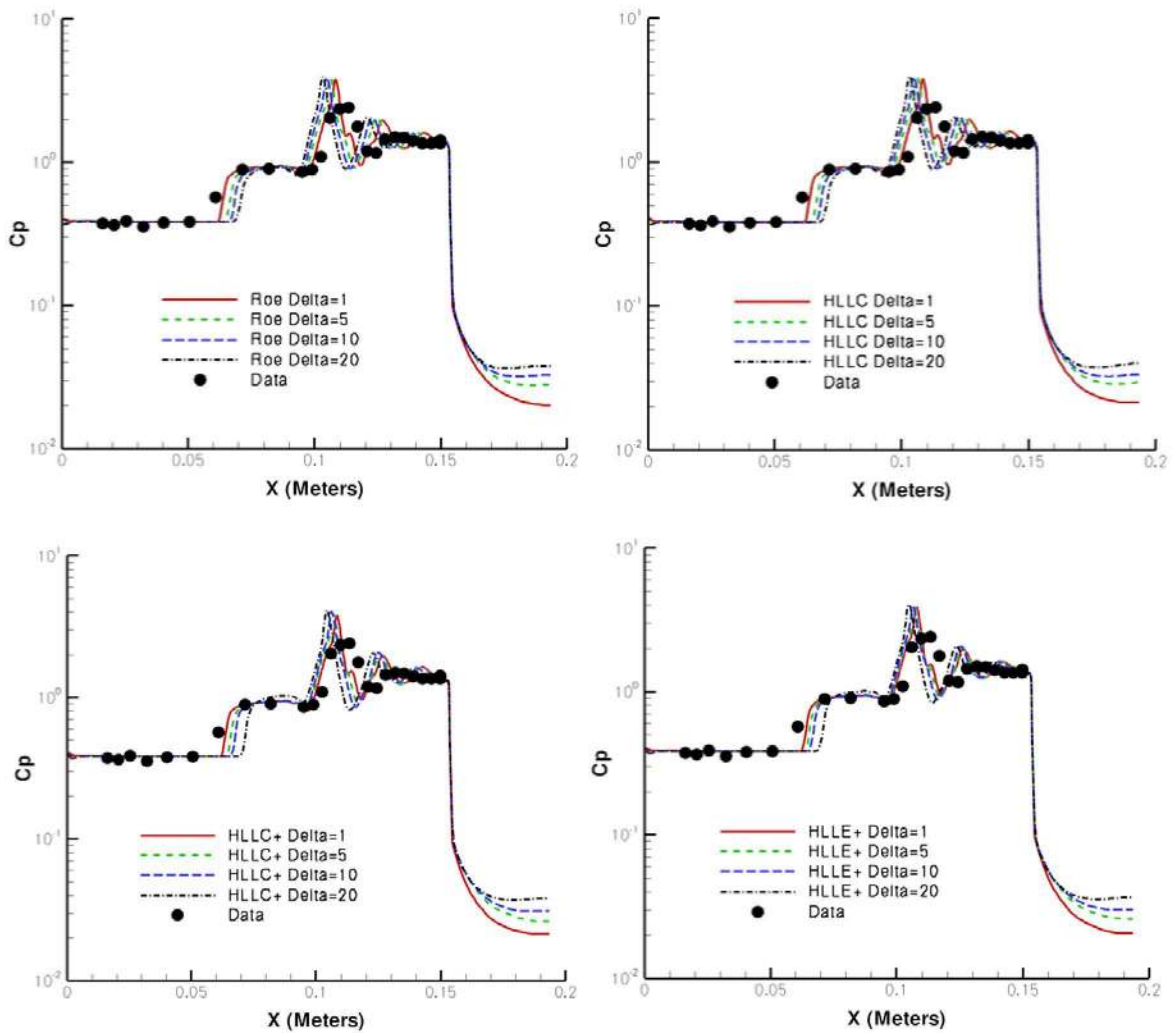 10¹
10⁰
10⁻¹
10⁻²
Cp
Roe Delta=1
Roe Delta=5
Roe Delta=10
Roe Delta=20
Data
0 0.05 0.1 0.15 0.2
X (Meters)
10¹
10⁰
10⁻¹
10⁻²
Cp
HLLC Delta=1
HLLC Delta=5
HLLC Delta=10
HLLC Delta=20
Data
0 0.05 0.1 0.15 0.2
X (Meters)
10¹
10⁰
10⁻¹
10⁻²
Cp
HLLC+ Delta=1
HLLC+ Delta=5
HLLC+ Delta=10
HLLC+ Delta=20
Data
0 0.05 0.1 0.15 0.2
X (Meters)
10¹
10⁰
10⁻¹
10⁻²
Cp
HLLE+ Delta=1
HLLE+ Delta=5
HLLE+ Delta=10
HLLE+ Delta=20
Data
0 0.05 0.1 0.15 0.2
X (Meters)